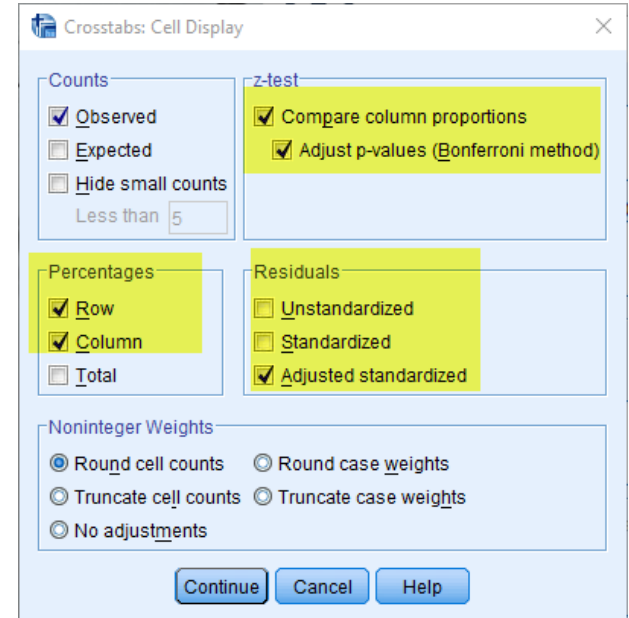 Crosstabs: Cell Display
Counts
Observed
Expected
Hide small counts
Less than 5
z-test
Compare column proportions
Adjust p-values (Bonferroni method)
Percentages
Row
Column
Total
Residuals
Unstandardized
Standardized
Adjusted standardized
Noninteger Weights
Round cell counts Round case weights
Truncate cell counts Truncate case weights
No adjustments
Continue Cancel Help